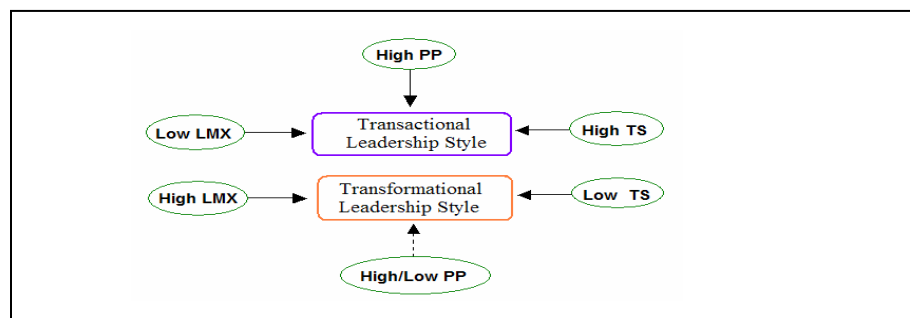 High PP
Transactional
Leadership Style
Low LMX
High TS
Transformational
Leadership Style
High LMX
Low TS
High/Low PP